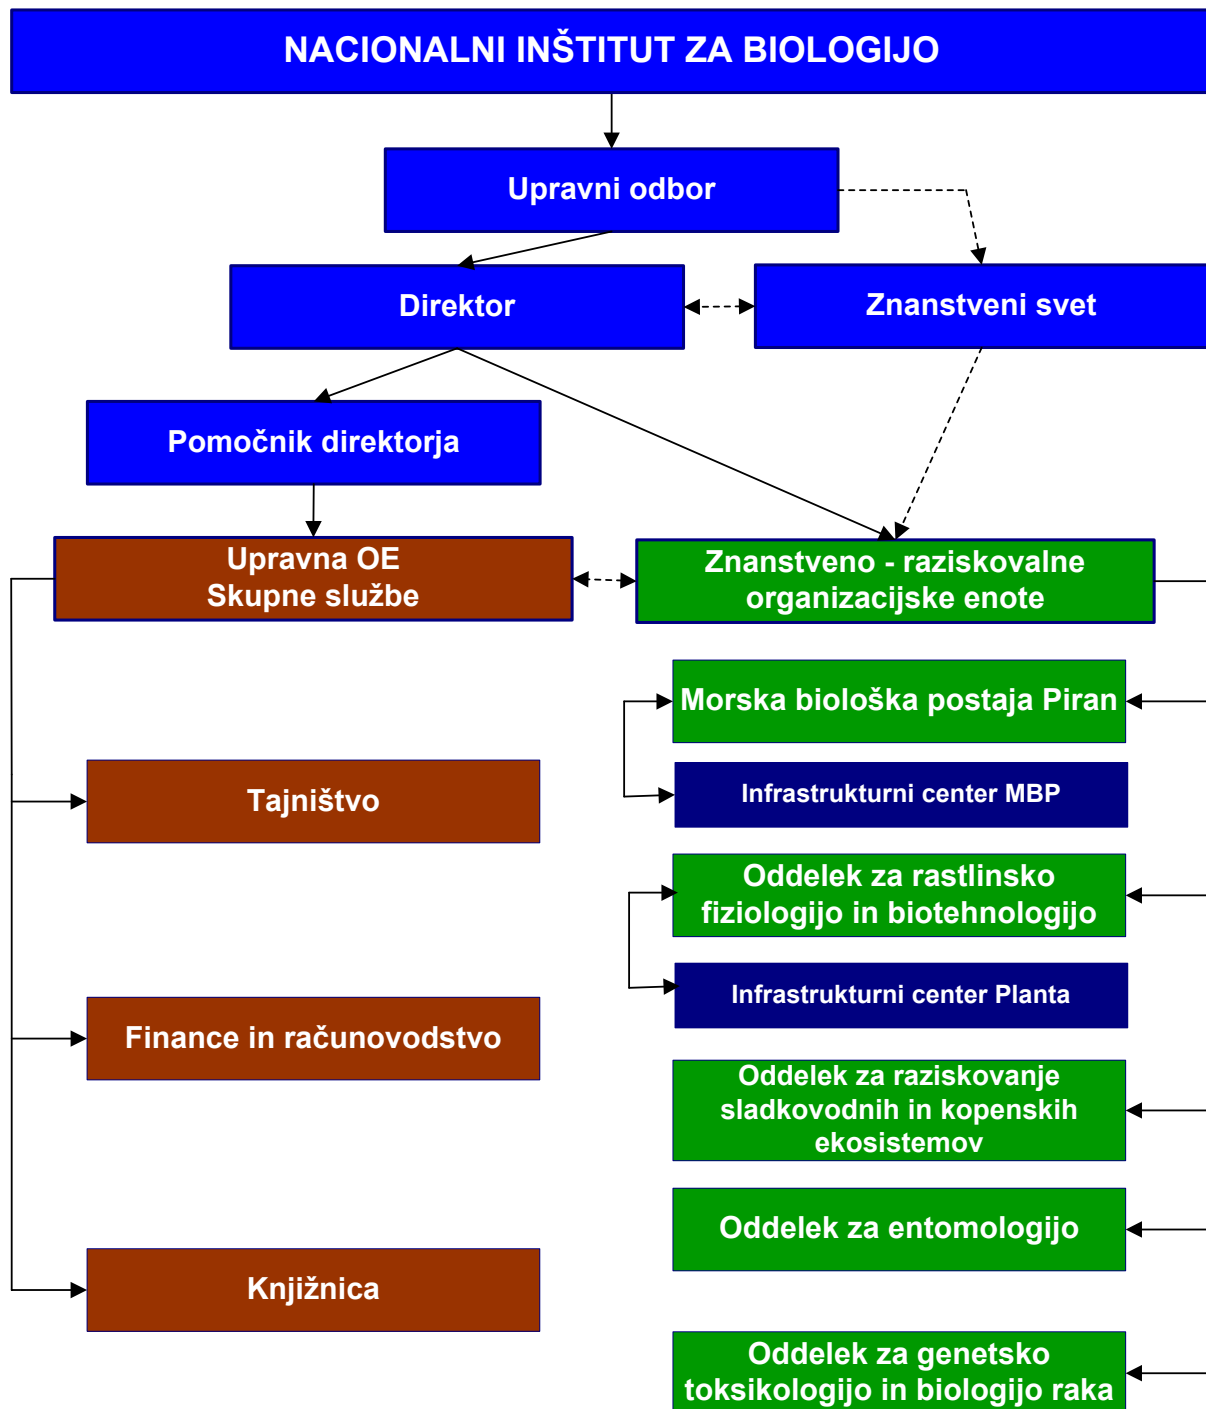 NACIONALNI INŠTITUT ZA BIOLOGIJO
Upravni odbor
Direktor
Znanstveni svet
Pomočnik direktorja
Upravna OE
Skupne službe
Znanstveno - raziskovalne
organizacijske enote
Morska biološka postaja Piran
Infrastrukturni center MBP
Tajništvo
Oddelek za rastlinsko
fiziologijo in biotehnologijo
Infrastrukturni center Planta
Finance in računovodstvo
Oddelek za raziskovanje
sladkovodnih in kopenskih
ekosistemov
Oddelek za entomologijo
Knjižnica
Oddelek za genetsko
toksikologijo in biologijo raka